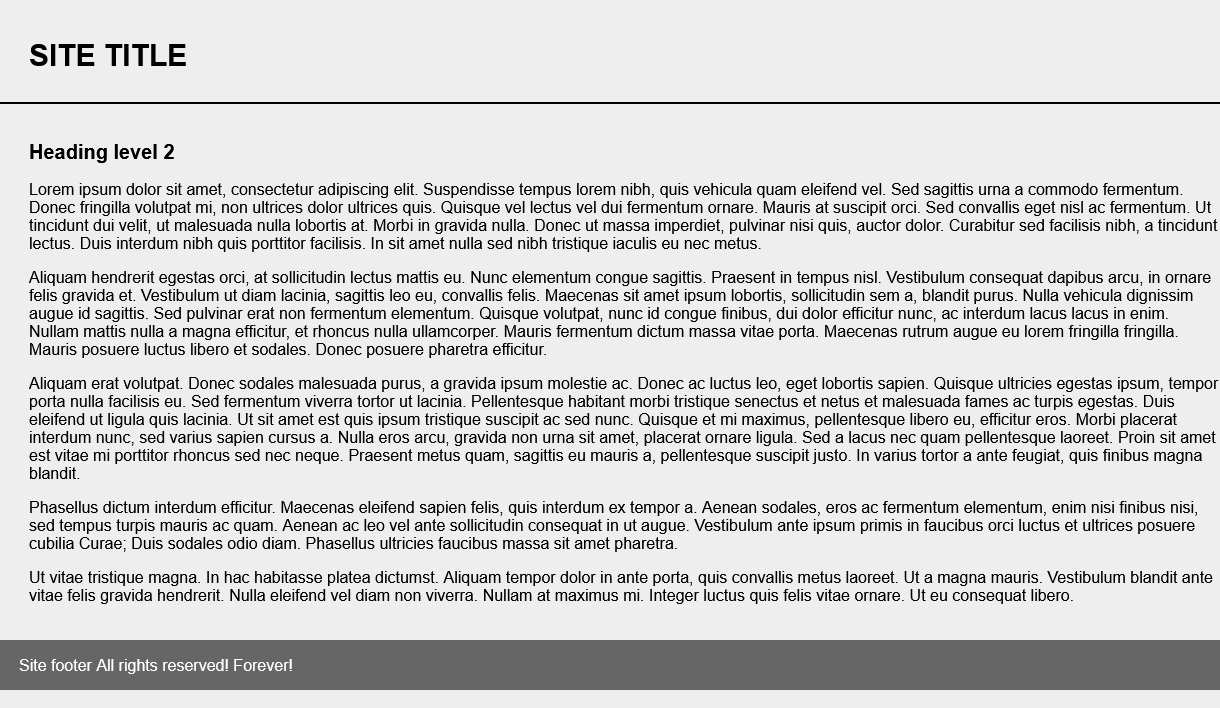 SITE TITLE
Heading level 2
Lorem ipsum dolor sit amet, consectetur adipiscing elit. Suspendisse tempus lorem nibh, quis vehicula quam eleifend vel. Sed sagittis urna a commodo fermentum.
Donec fringilla volutpat mi, non ultrices dolor ultrices quis. Quisque vel lectus vel dui fermentum ornare. Mauris at suscipit orci. Sed convallis eget nisl ac fermentum. Ut
tincidunt dui velit, ut malesuada nulla lobortis at. Morbi in gravida nulla. Donec ut massa imperdiet, pulvinar nisi quis, auctor dolor. Curabitur sed facilisis nibh, a tincidunt
lectus. Duis interdum nibh quis porttitor facilisis. In sit amet nulla sed nibh tristique iaculis eu nec metus.
Aliquam hendrerit egestas orci, at sollicitudin lectus mattis eu. Nunc elementum congue sagittis. Praesent in tempus nisl. Vestibulum consequat dapibus arcu, in ornare
felis gravida et. Vestibulum ut diam lacinia, sagittis leo eu, convallis felis. Maecenas sit amet ipsum lobortis, sollicitudin sem a, blandit purus. Nulla vehicula dignissim
augue id sagittis. Sed pulvinar erat non fermentum elementum. Quisque volutpat, nunc id congue finibus, dui dolor efficitur nunc, ac interdum lacus lacus in enim.
Nullam mattis nulla a magna efficitur, et rhoncus nulla ullamcorper. Mauris fermentum dictum massa vitae porta. Maecenas rutrum augue eu lorem fringilla fringilla.
Mauris posuere luctus libero et sodales. Donec posuere pharetra efficitur.
Aliquam erat volutpat. Donec sodales malesuada purus, a gravida ipsum molestie ac. Donec ac luctus leo, eget lobortis sapien. Quisque ultricies egestas ipsum, tempor
porta nulla facilisis eu. Sed fermentum viverra tortor ut lacinia. Pellentesque habitant morbi tristique senectus et netus et malesuada fames ac turpis egestas. Duis
eleifend ut ligula quis lacinia. Ut sit amet est quis ipsum tristique suscipit ac sed nunc. Quisque et mi maximus, pellentesque libero eu, efficitur eros. Morbi placerat
interdum nunc, sed varius sapien cursus a. Nulla eros arcu, gravida non urna sit amet, placerat ornare ligula. Sed a lacus nec quam pellentesque laoreet. Proin sit amet
est vitae mi porttitor rhoncus sed nec neque. Praesent metus quam, sagittis eu mauris a, pellentesque suscipit justo. In varius tortor a ante feugiat, quis finibus magna
blandit.
Phasellus dictum interdum efficitur. Maecenas eleifend sapien felis, quis interdum ex tempor a. Aenean sodales, eros ac fermentum elementum, enim nisi finibus nisi,
sed tempus turpis mauris ac quam. Aenean ac leo vel ante sollicitudin consequat in ut augue. Vestibulum ante ipsum primis in faucibus orci luctus et ultrices posuere
cubilia Curae; Duis sodales odio diam. Phasellus ultricies faucibus massa sit amet pharetra.
Ut vitae tristique magna. In hac habitasse platea dictumst. Aliquam tempor dolor in ante porta, quis convallis metus laoreet. Ut a magna mauris. Vestibulum blandit ante
vitae felis gravida hendrerit. Nulla eleifend vel diam non viverra. Nullam at maximus mi. Integer luctus quis felis vitae ornare. Ut eu consequat libero.
Site footer All rights reserved! Forever!